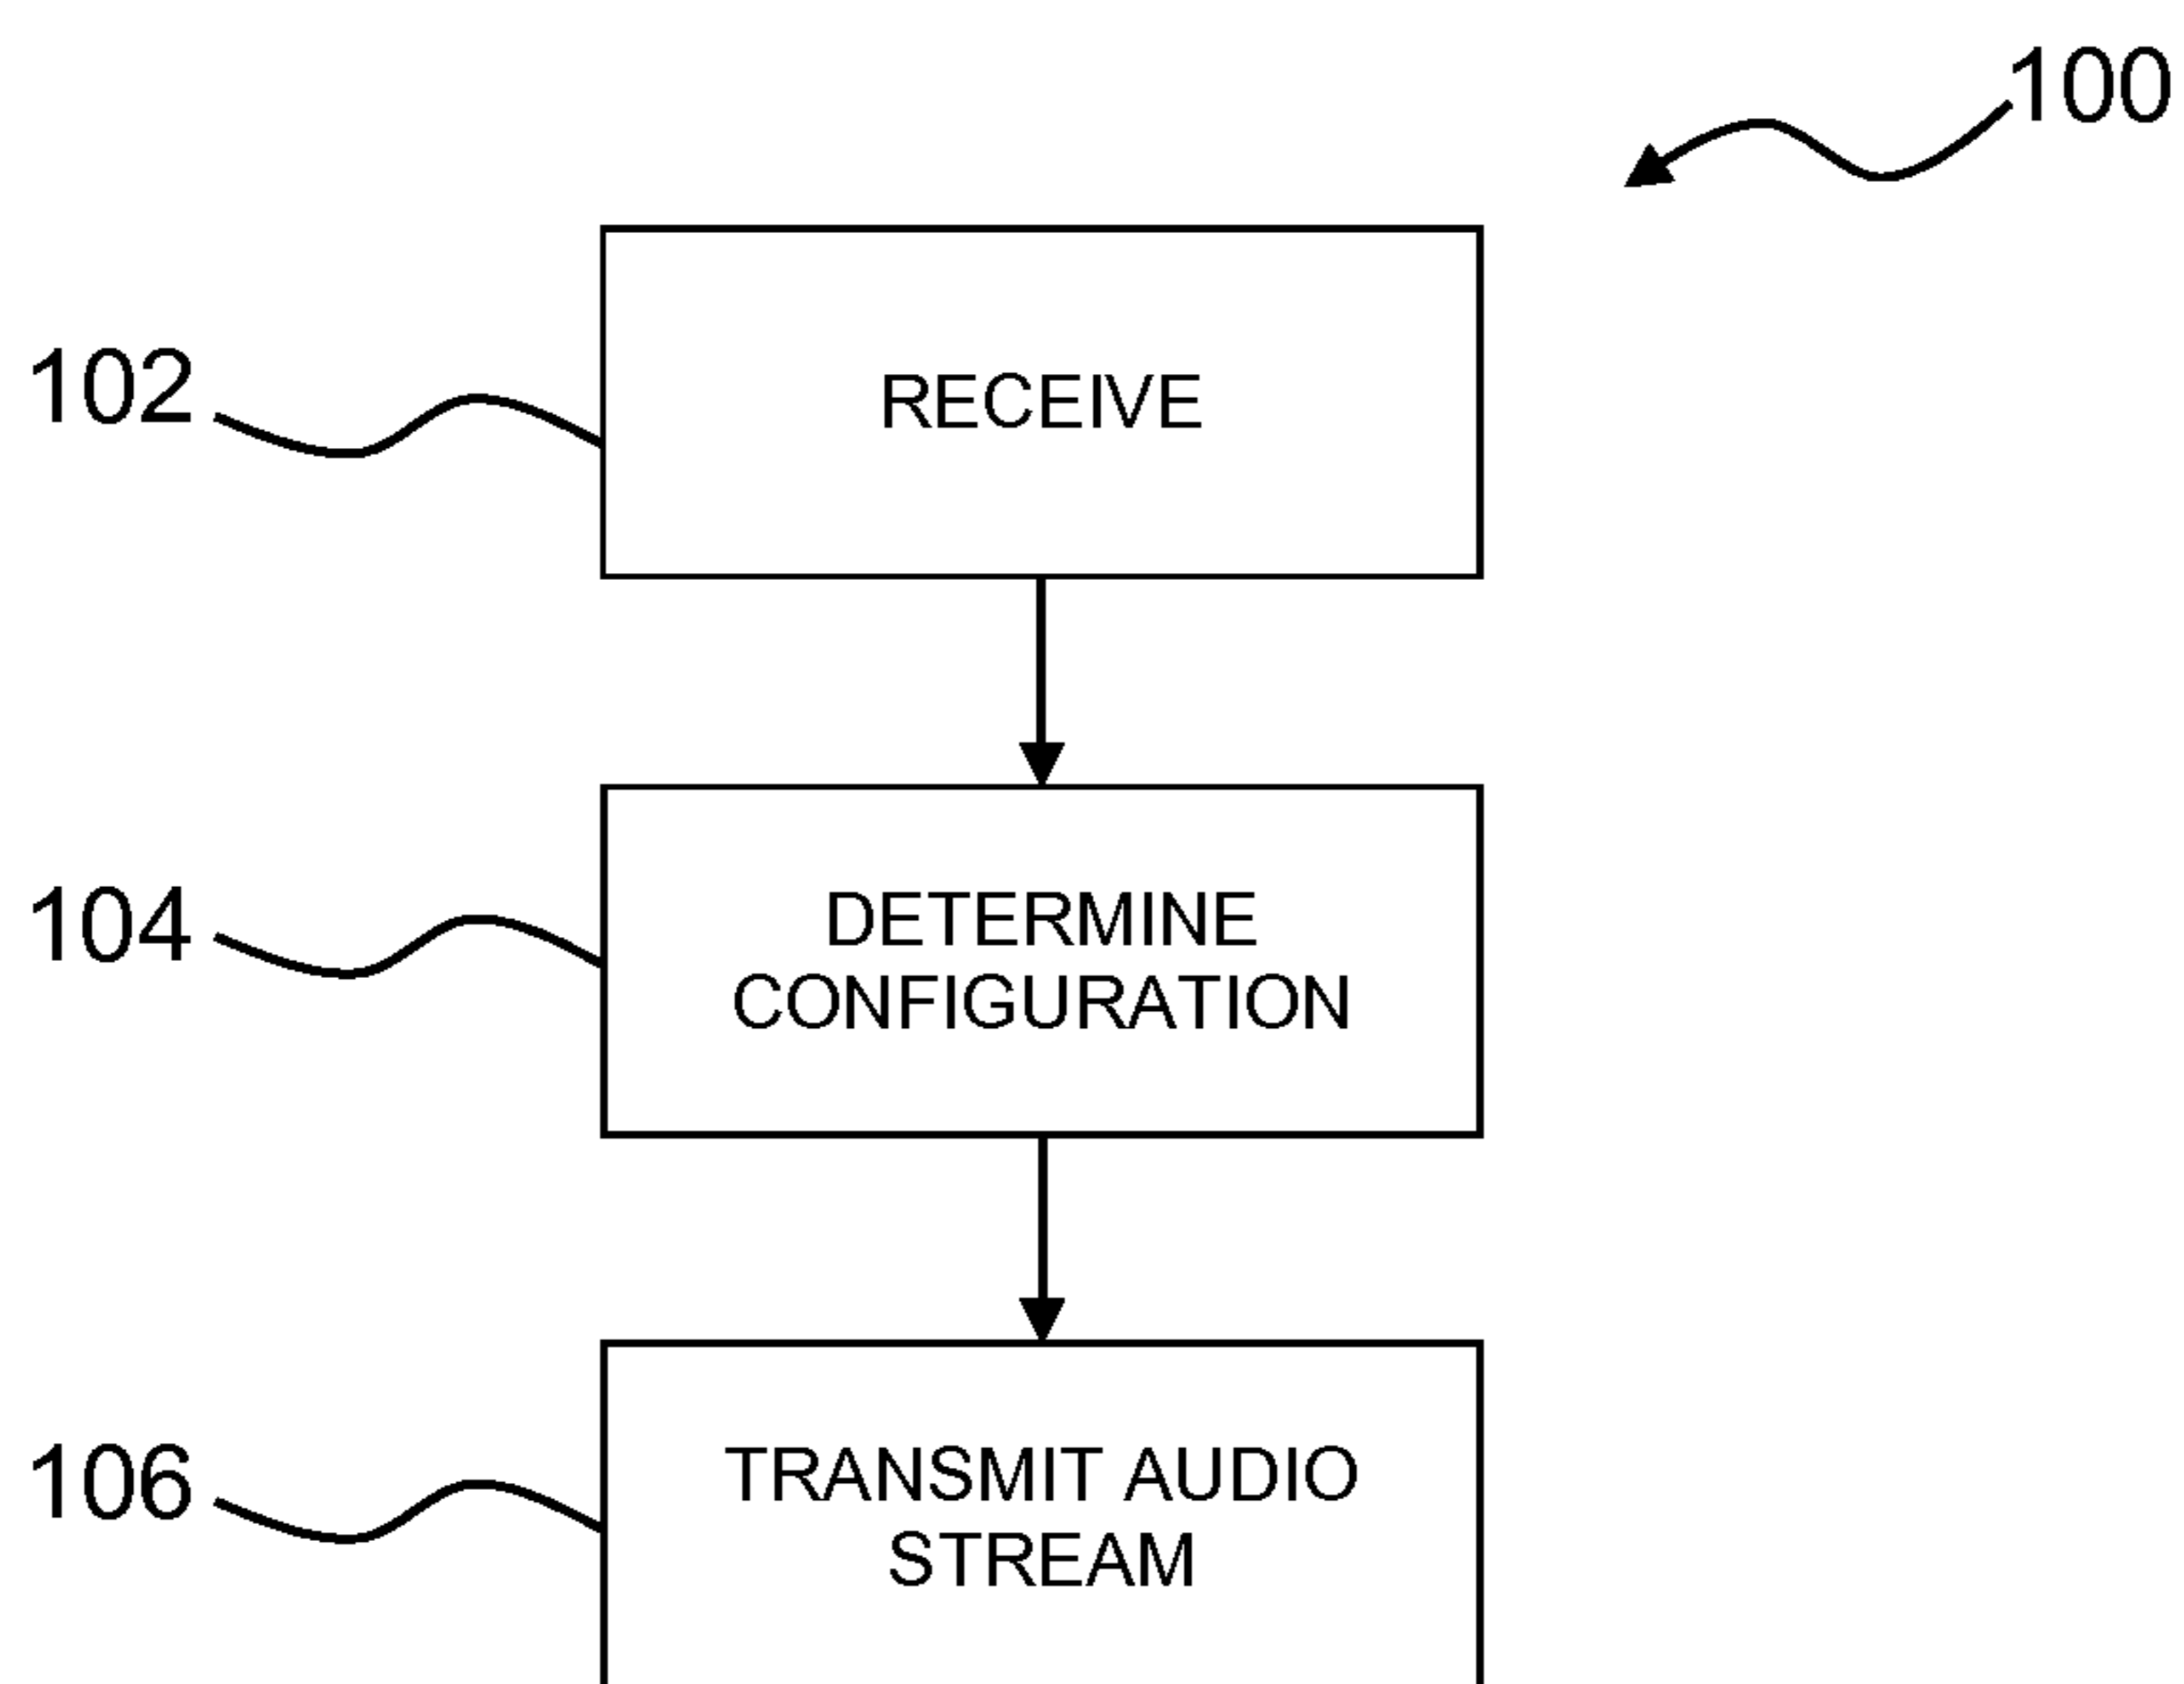 100
102
RECEIVE
104
DETERMINE
CONFIGURATION
106
TRANSMIT AUDIO
STREAM